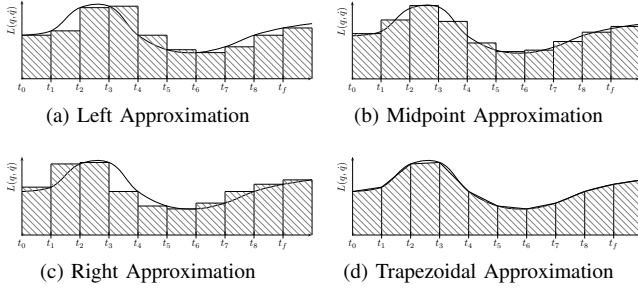 L(q, q̇)
t0 t1 t2 t3 t4 t5 t6 t7 t8 tf
(a) Left Approximation
L(q, q̇)
t0 t1 t2 t3 t4 t5 t6 t7 t8 tf
(b) Midpoint Approximation
L(q, q̇)
t0 t1 t2 t3 t4 t5 t6 t7 t8 tf
(c) Right Approximation
L(q, q̇)
t0 t1 t2 t3 t4 t5 t6 t7 t8 tf
(d) Trapezoidal Approximation